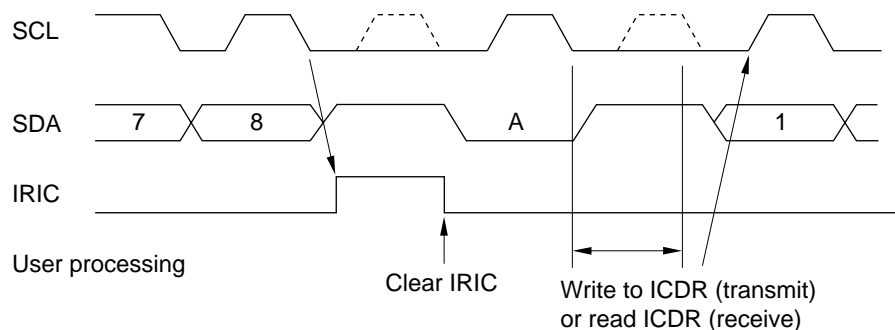 SCL
SDA 7 8 A 1
IRIC
User processing
Clear IRIC
Write to ICDR (transmit)
or read ICDR (receive)